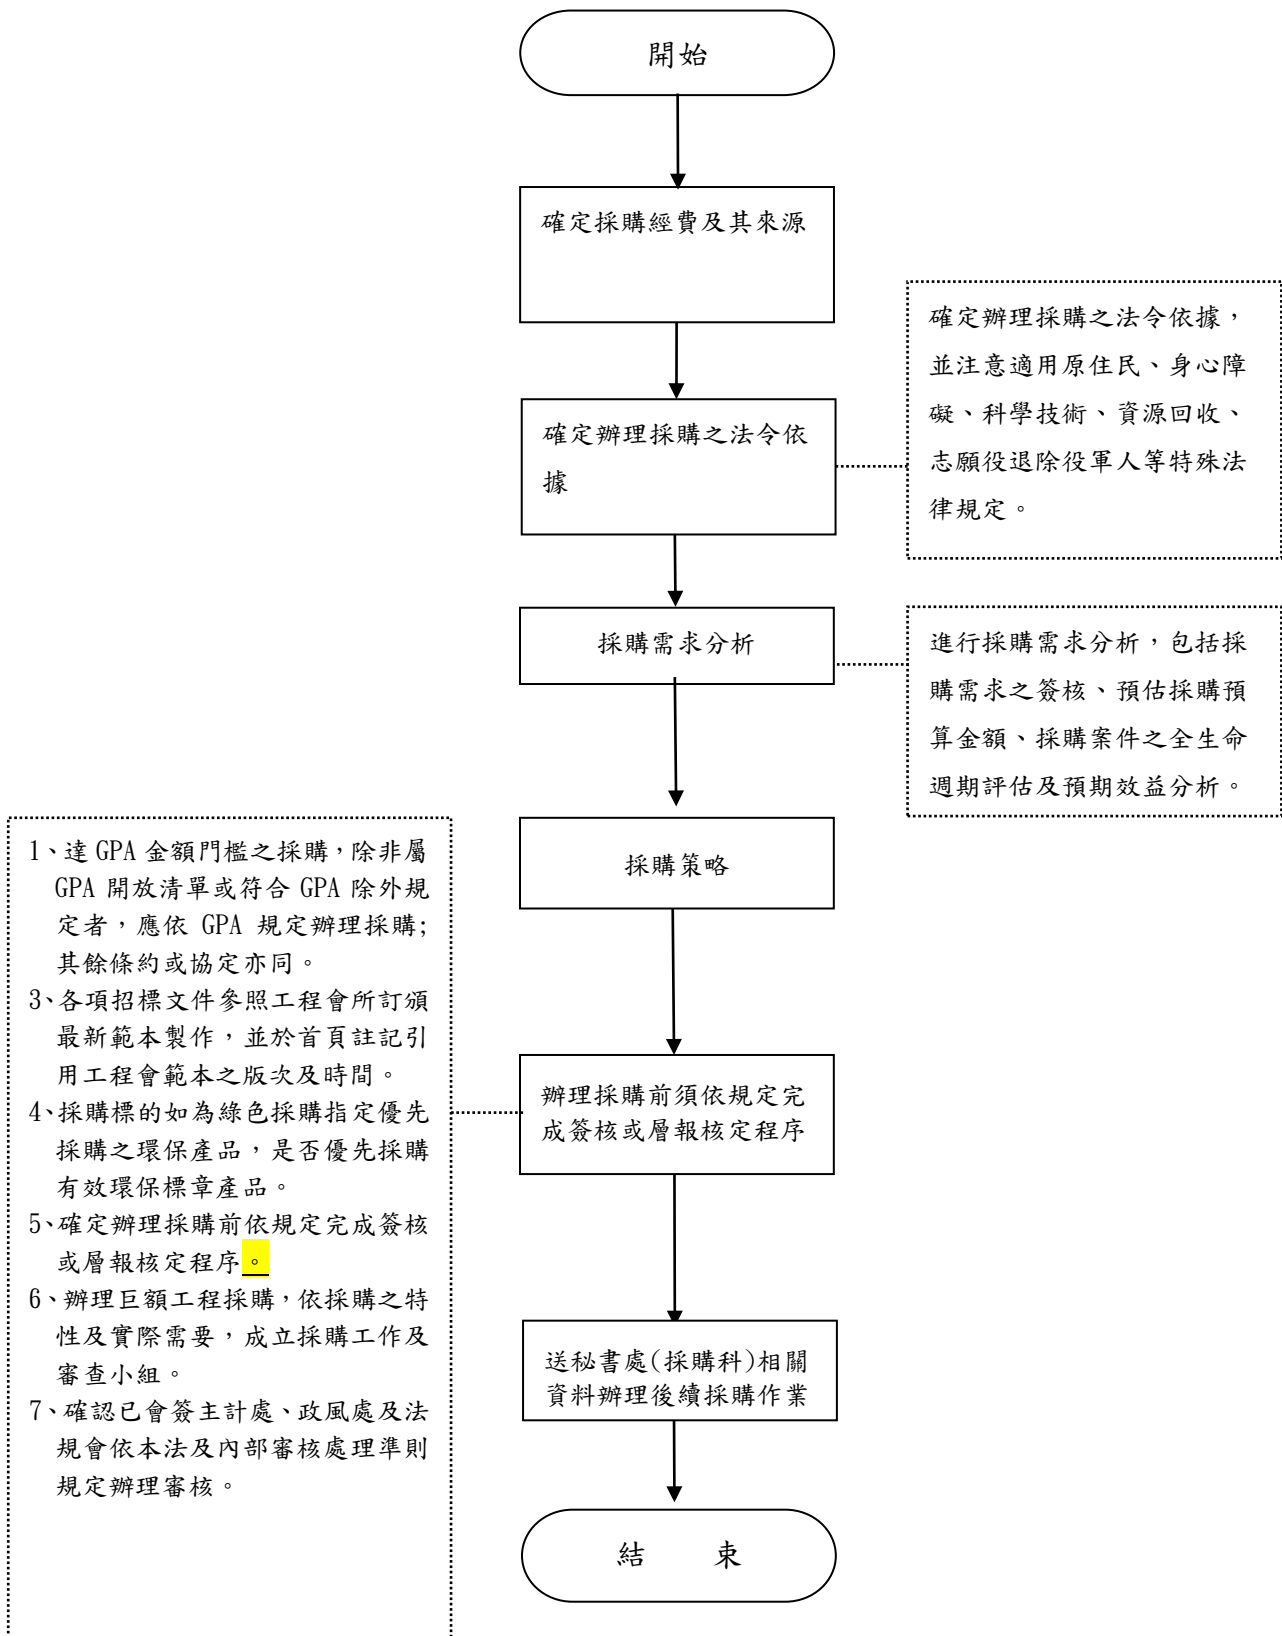 開始
確定採購經費及其來源
確定辦理採購之法令依
據
確定辦理採購之法令依據，
並注意適用原住民、身心障
礙、科學技術、資源回收、
志願役退除役軍人等特殊法
律規定。
採購需求分析
進行採購需求分析，包括採
購需求之簽核、預估採購預
算金額、採購案件之全生命
週期評估及預期效益分析。
採購策略
1、達 GPA 金額門檻之採購，除非屬
GPA 開放清單或符合 GPA 除外規
定者，應依 GPA 規定辦理採購;
其餘條約或協定亦同。
3、各項招標文件參照工程會所訂頒
最新範本製作，並於首頁註記引
用工程會範本之版次及時間。
4、採購標的如為綠色採購指定優先
採購之環保產品，是否優先採購
有效環保標章產品。
5、確定辦理採購前依規定完成簽核
或層報核定程序。
6、辦理巨額工程採購，依採購之特
性及實際需要，成立採購工作及
審查小組。
7、確認已會簽主計處、政風處及法
規會依本法及內部審核處理準則
規定辦理審核。
辦理採購前須依規定完
成簽核或層報核定程序
送秘書處(採購科)相關
資料辦理後續採購作業
結　　束